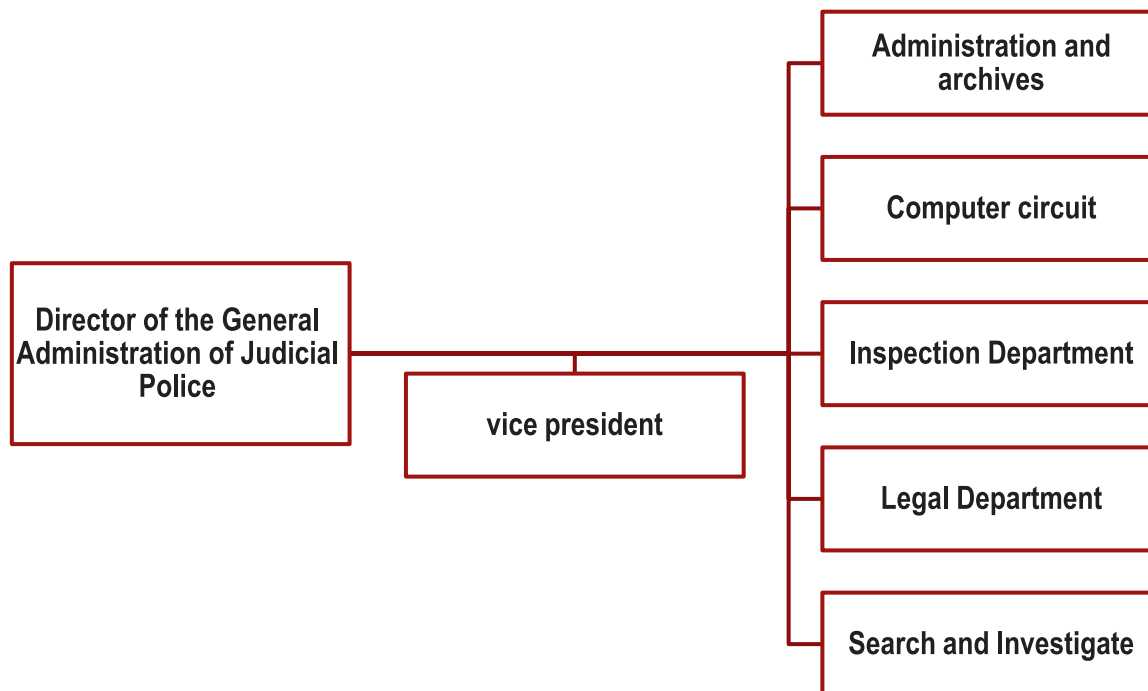 Director of the General
Administration of Judicial
Police
vice president
Administration and
archives
Computer circuit
Inspection Department
Legal Department
Search and Investigate